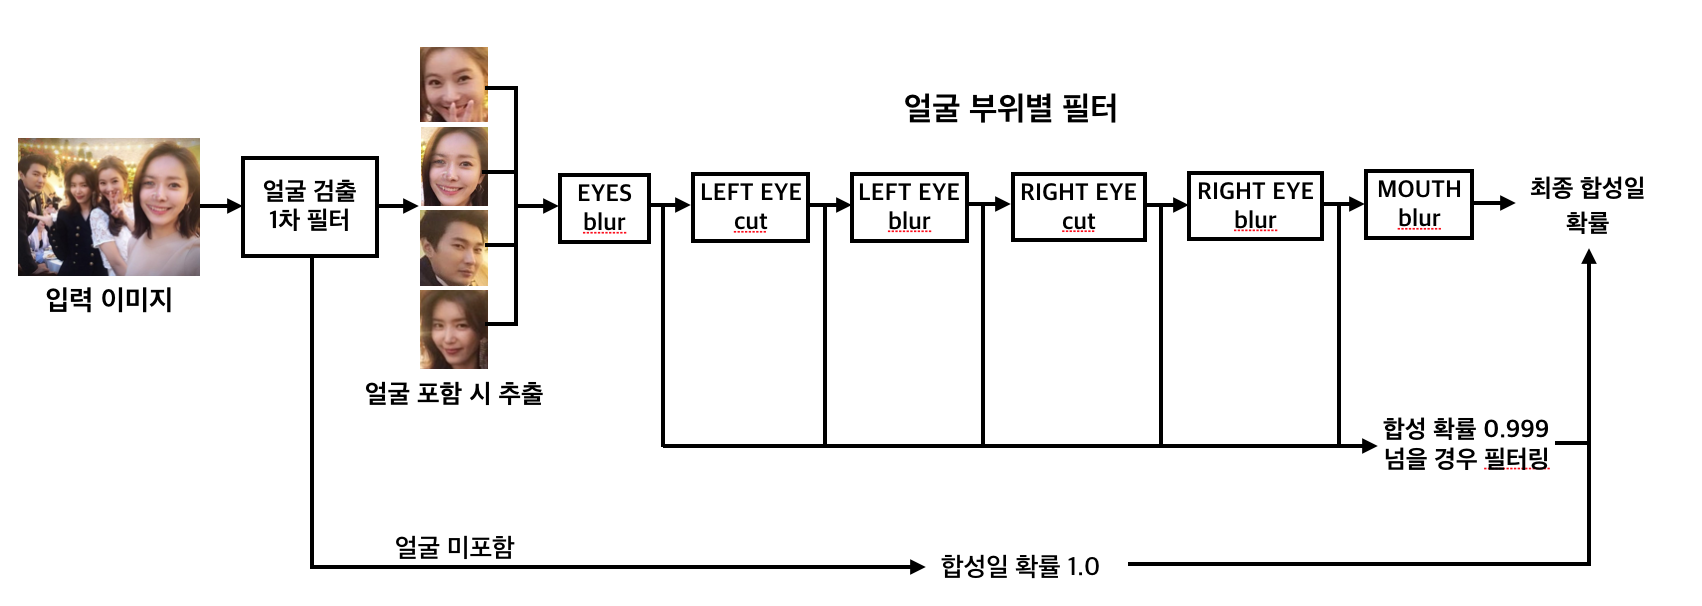 얼굴 부위별 필터
입력 이미지
얼굴 검출
1차 필터
얼굴 포함 시 추출
EYES
blur
LEFT EYE
cut
LEFT EYE
blur
RIGHT EYE
cut
RIGHT EYE
blur
MOUTH
blur
최종 합성일
확률
합성 확률 0.999
넘을 경우 필터링
얼굴 미포함
합성일 확률 1.0